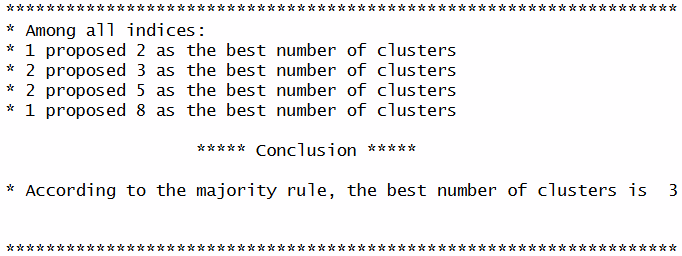 *******************************************************************
* Among all indices:
* 1 proposed 2 as the best number of clusters
* 2 proposed 3 as the best number of clusters
* 2 proposed 5 as the best number of clusters
* 1 proposed 8 as the best number of clusters
***** Conclusion *****
* According to the majority rule, the best number of clusters is  3
*******************************************************************